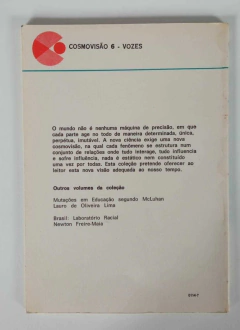 COSMOVISÃO 6 - VOZES
O mundo não é nenhuma máquina de precisão, em que
cada parte age no todo de maneira determinada, única,
perpétua, imutável. A nova ciência exige uma nova
cosmovisão, na qual cada fenômeno se estrutura num
conjunto de relações onde tudo interage, tudo influencia
e sofre influência, nada é estático nem constituído
uma vez por todas. Esta coleção pretende oferecer ao
leitor esta nova visão adequada ao nosso tempo.
Outros volumes da coleção
Mutações em Educação segundo McLuhan
Lauro de Oliveira Lima
Brasil: Laboratório Racial
Newton Freire-Maia